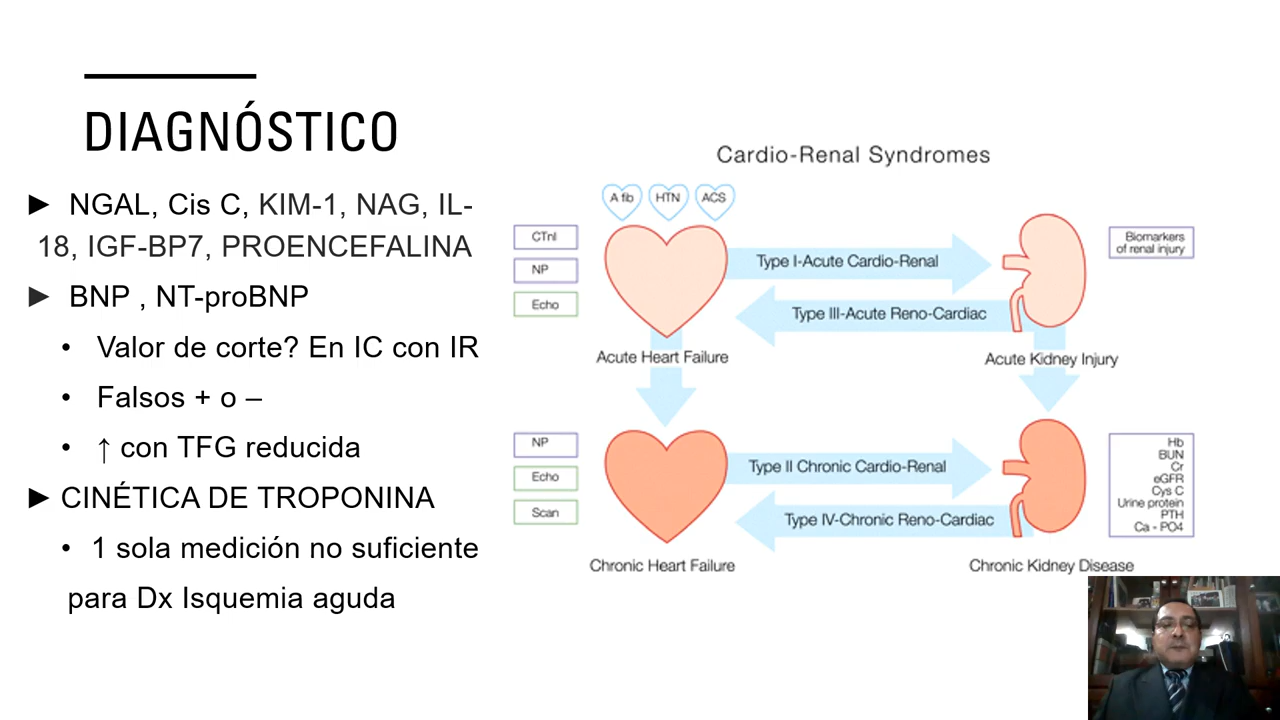 DIAGNÓSTICO
► NGAL, Cis C, KIM-1, NAG, IL-
18, IGF-BP7, PROENCEFALINA
► BNP , NT-proBNP
• Valor de corte? En IC con IR
• Falsos + o –
• ↑ con TFG reducida
► CINÉTICA DE TROPONINA
• 1 sola medición no suficiente
para Dx Isquemia aguda
Cardio-Renal Syndromes
A fib
HTN
ACS
CTnI
NP
Echo
Type I-Acute Cardio-Renal
Type III-Acute Reno-Cardiac
Biomarkers
of renal injury
Acute Heart Failure
Acute Kidney Injury
NP
Echo
Scan
Type II Chronic Cardio-Renal
Type IV-Chronic Reno-Cardiac
Hb
BUN
Cr
eGFR
Cys C
Urine protein
PTH
Ca - PO4
Chronic Heart Failure
Chronic Kidney Disease